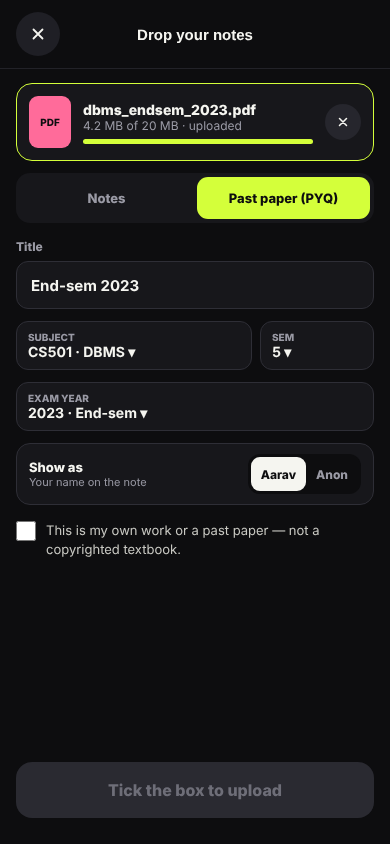 Drop your notes
PDF
dbms_endsem_2023.pdf
4.2 MB of 20 MB · uploaded
Notes
Past paper (PYQ)
Title
End-sem 2023
SUBJECT
CS501 · DBMS ▾
SEM
5 ▾
EXAM YEAR
2023 · End-sem ▾
Show as
Your name on the note
Aarav
Anon
This is my own work or a past paper — not a
copyrighted textbook.
Tick the box to upload